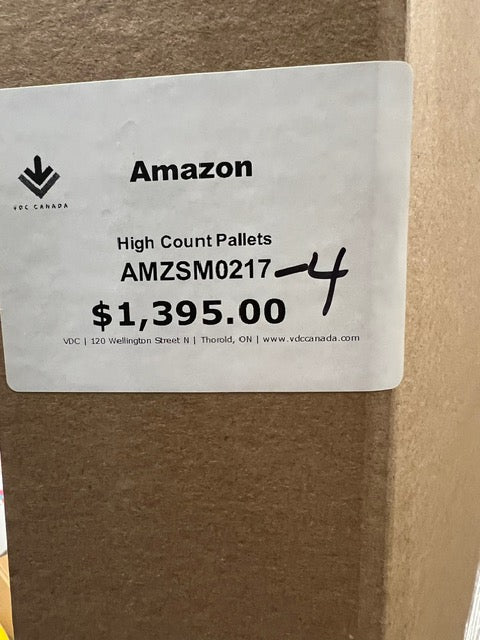 VDC CANADA
Amazon
High Count Pallets
AMZSM0217-4
$1,395.00
VDC | 120 Wellington Street N | Thorold, ON | www.vdccanada.com